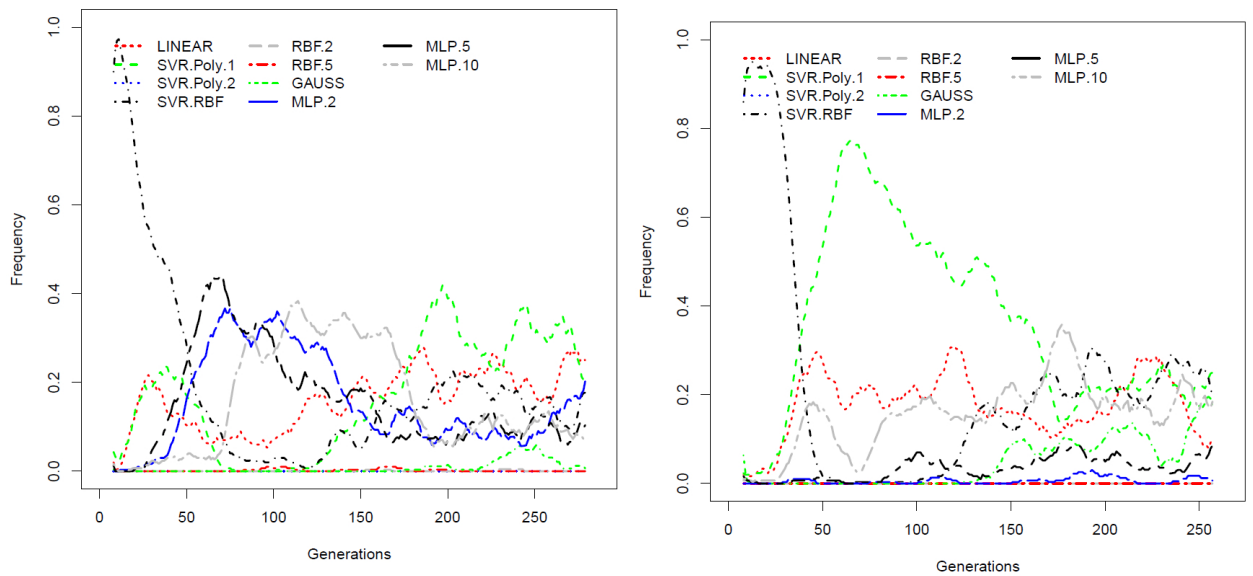 LINEAR RBF.2 MLP.5
SVR.Poly.1 RBF.5 MLP.10
SVR.Poly.2 GAUSS
SVR.RBF MLP.2
Frequency
0.0 0.2 0.4 0.6 0.8 1.0
0 50 100 150 200 250
Generations
LINEAR RBF.2 MLP.5
SVR.Poly.1 RBF.5 MLP.10
SVR.Poly.2 GAUSS
SVR.RBF MLP.2
Frequency
0.0 0.2 0.4 0.6 0.8 1.0
0 50 100 150 200 250
Generations